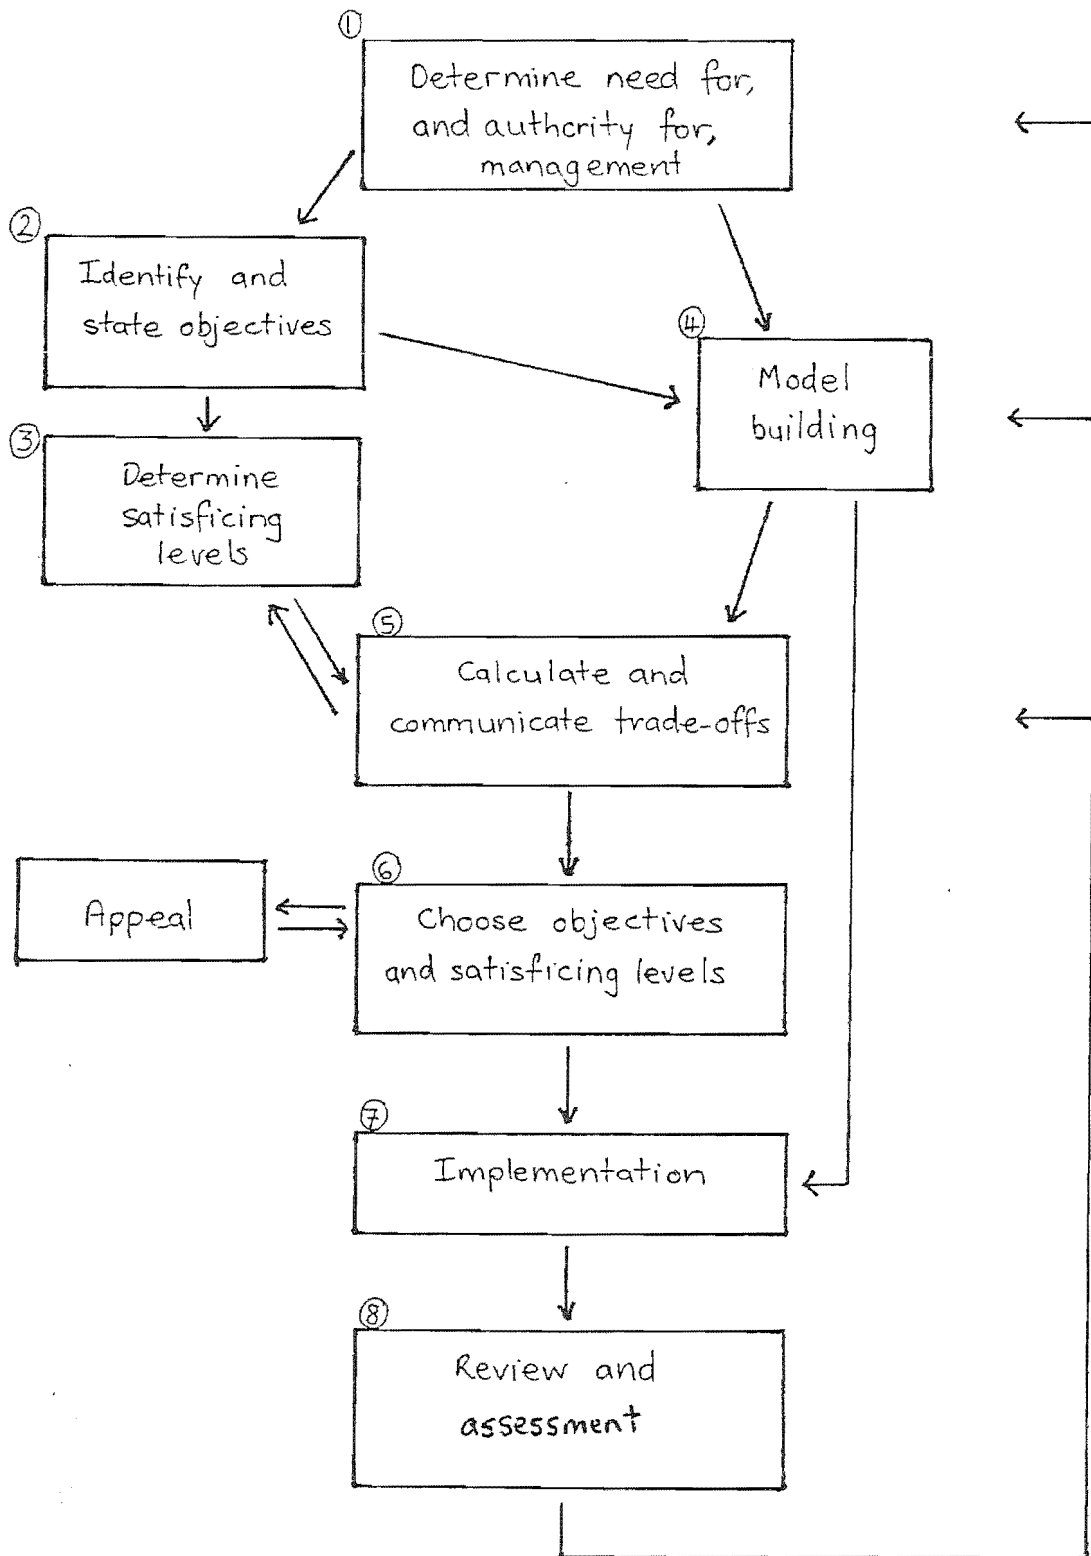 ①
Determine need for,
and authority for,
management
②
Identify and
state objectives
③
Determine
satisficing
levels
④
Model
building
⑤
Calculate and
communicate trade-offs
Appeal
⑥
Choose objectives
and satisficing levels
⑦
Implementation
⑧
Review and
assessment